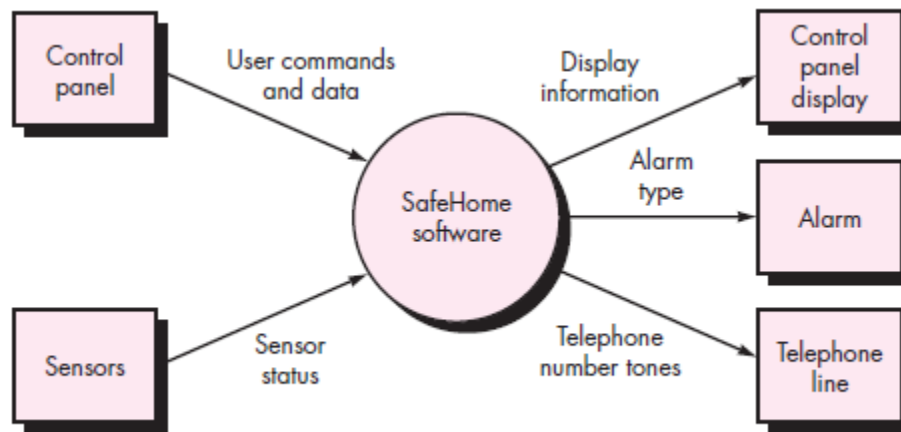 Control
panel
User commands
and data
Display
information
Control
panel
display
SafeHome
software
Alarm
type
Alarm
Sensors
Sensor
status
Telephone
number tones
Telephone
line